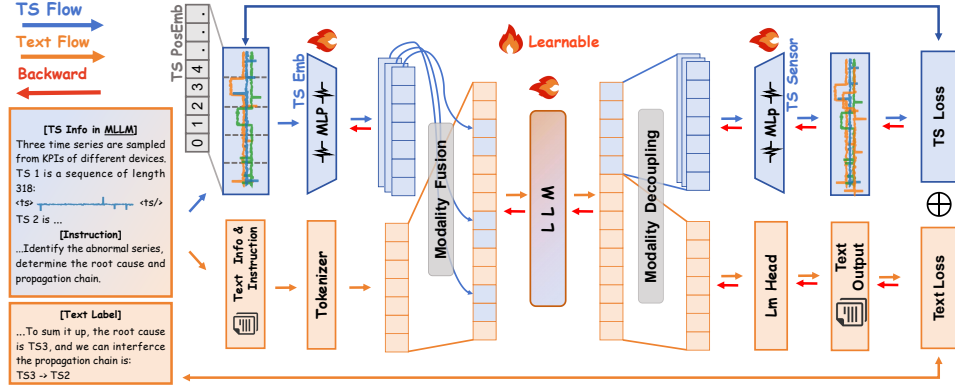 TS Flow
Text Flow
Backward
[TS Info in MLLM]
Three time series are sampled
from KPIs of different devices.
TS 1 is a sequence of length
318:
<ts> <ts/>
TS 2 is ...
[Instruction]
...Identify the abnormal series,
determine the root cause and
propagation chain.
[Text Label]
...To sum it up, the root cause
is TS3, and we can interference
the propagation chain is:
TS3 -> TS2
TS PosEmb
0 1 2 3 3 4 . . .
TS Emb
MLP
Modality Fusion
Learnable
L L M
Modality Decoupling
MLp
TS Sensor
TS Loss
Text Info &
Instruction
Tokenizer
Lm Head
Text
Output
Text Loss